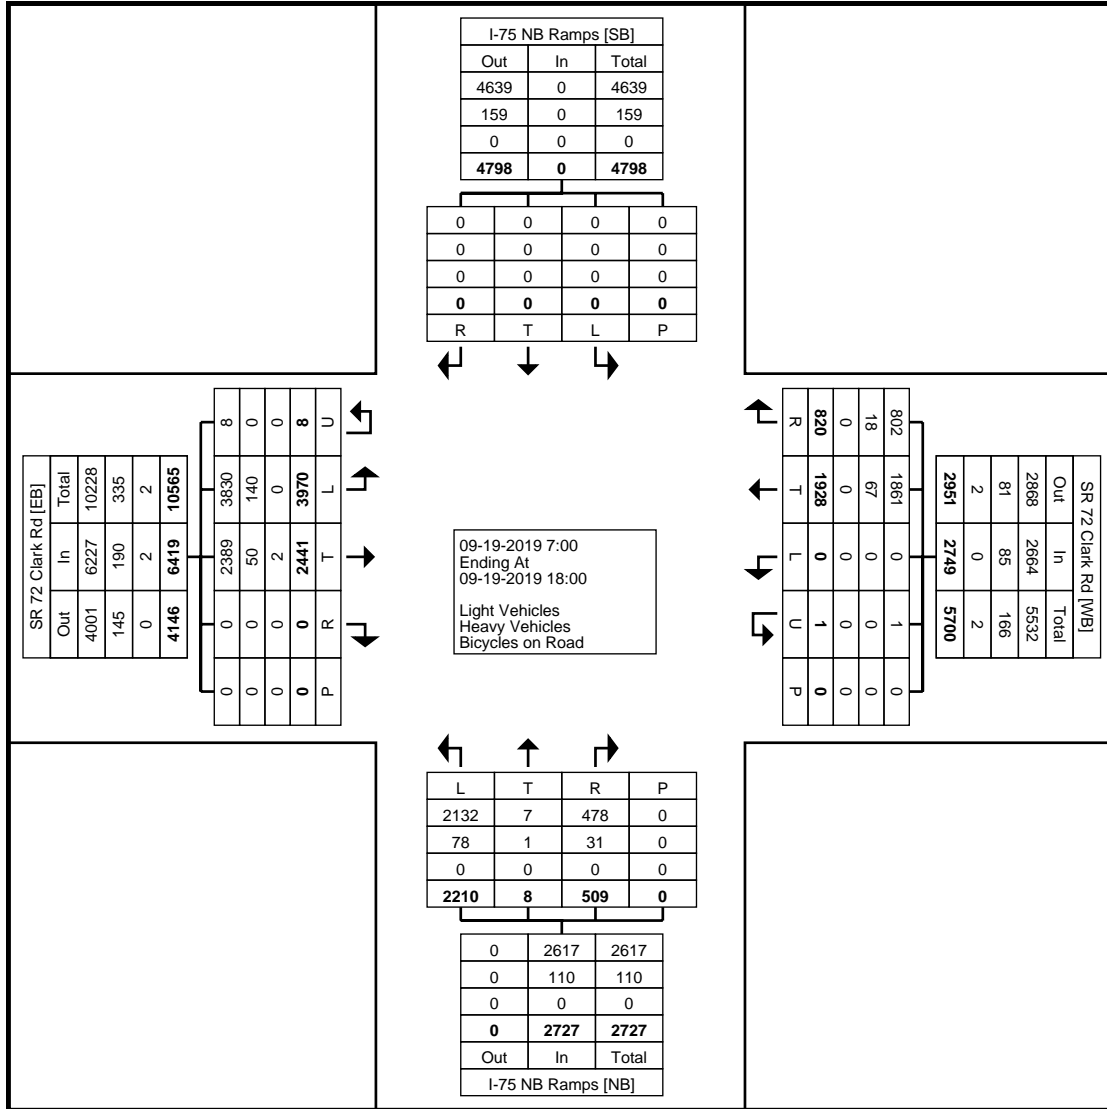 I-75 NB Ramps [SB]
Out In Total
4639 0 4639
159 0 159
0 0 0
4798 0 4798
0 0 0 0
0 0 0 0
0 0 0 0
0 0 0 0
R T L P
SR 72 Clark Rd [EB]
Total In Out
10228 6227 4001
335 190 145
2 2 0
10565 6419 4146
8 3830 2389 0 0
0 140 50 0 0
0 0 2 0 0
8 3970 2441 0 0
U L T R P
09-19-2019 7:00
Ending At
09-19-2019 18:00
Light Vehicles
Heavy Vehicles
Bicycles on Road
SR 72 Clark Rd [WB]
Out In Total
2868 2664 5532
81 85 166
2 0 2
2951 2749 5700
802 1861 0 1 0
18 67 0 0 0
0 0 0 0 0
820 1928 0 1 0
R T L U P
L T R P
2132 7 478 0
78 1 31 0
0 0 0 0
2210 8 509 0
0 2617 2617
0 110 110
0 0 0
0 2727 2727
Out In Total
I-75 NB Ramps [NB]